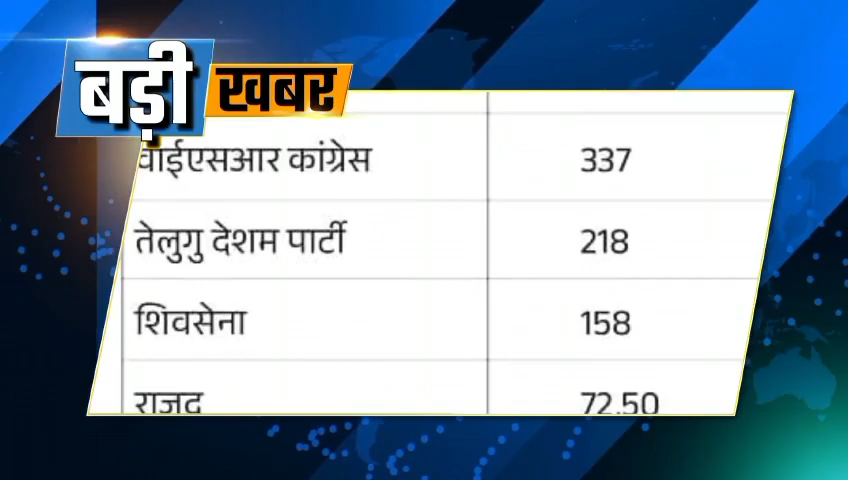 बड़ी खबर
वाईएसआर कांग्रेस 337
तेलुगु देशम पार्टी 218
शिवसेना 158
राजद 72.50